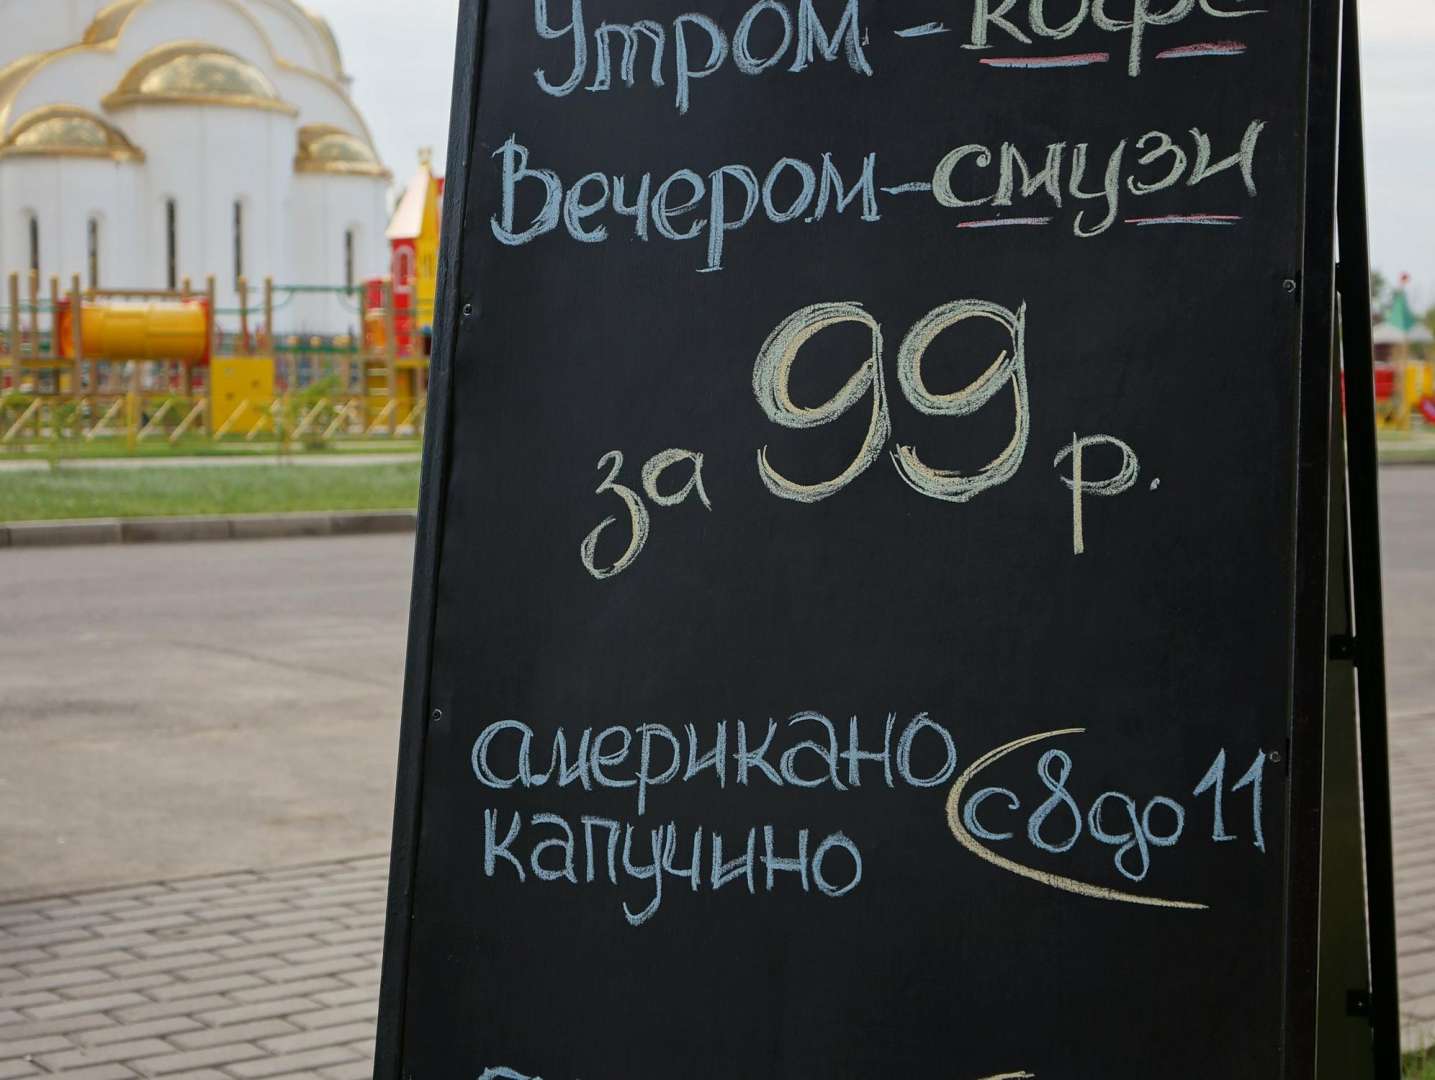 Утром - кофе
Вечером - смузи
за 99 р.
американо
капучино
с 8 до 11